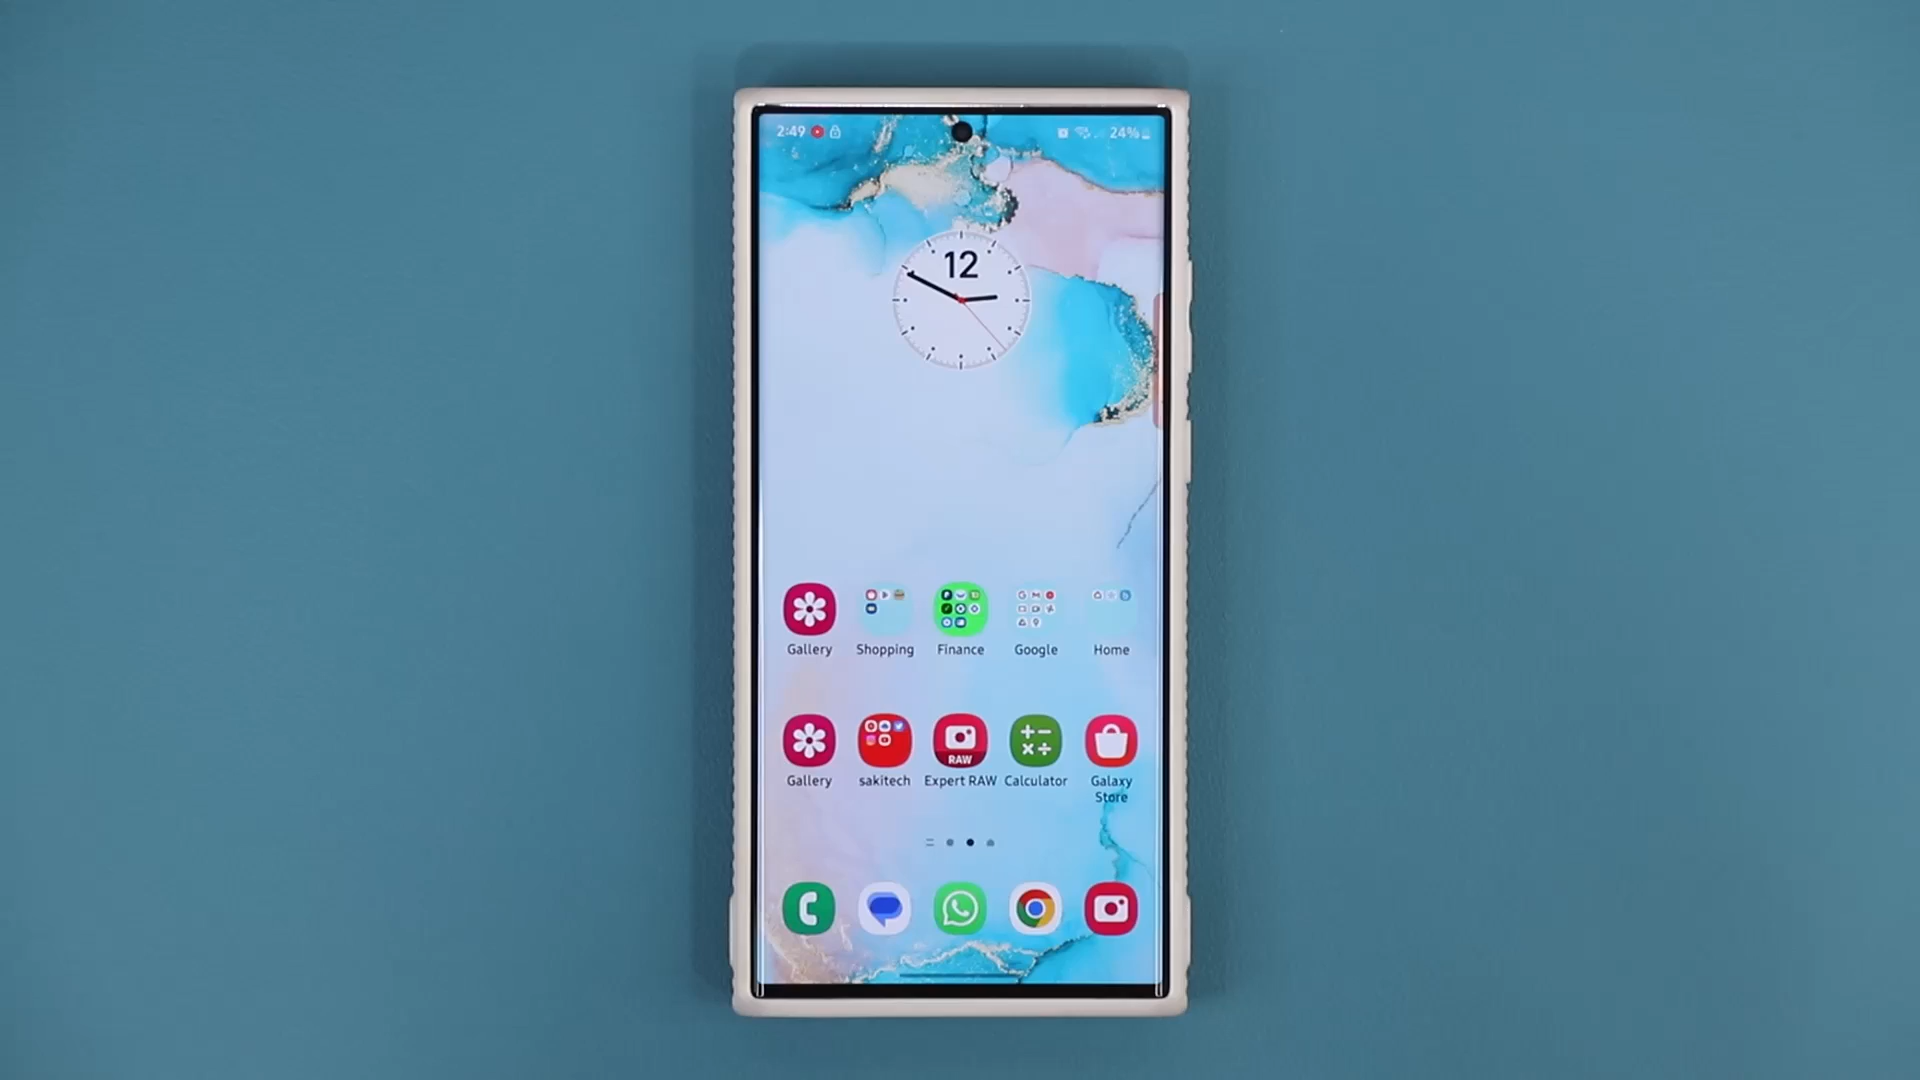 2:49 24%
12
Gallery Shopping Finance Google Home
RAW
Gallery sakitech Expert RAW Calculator Galaxy Store